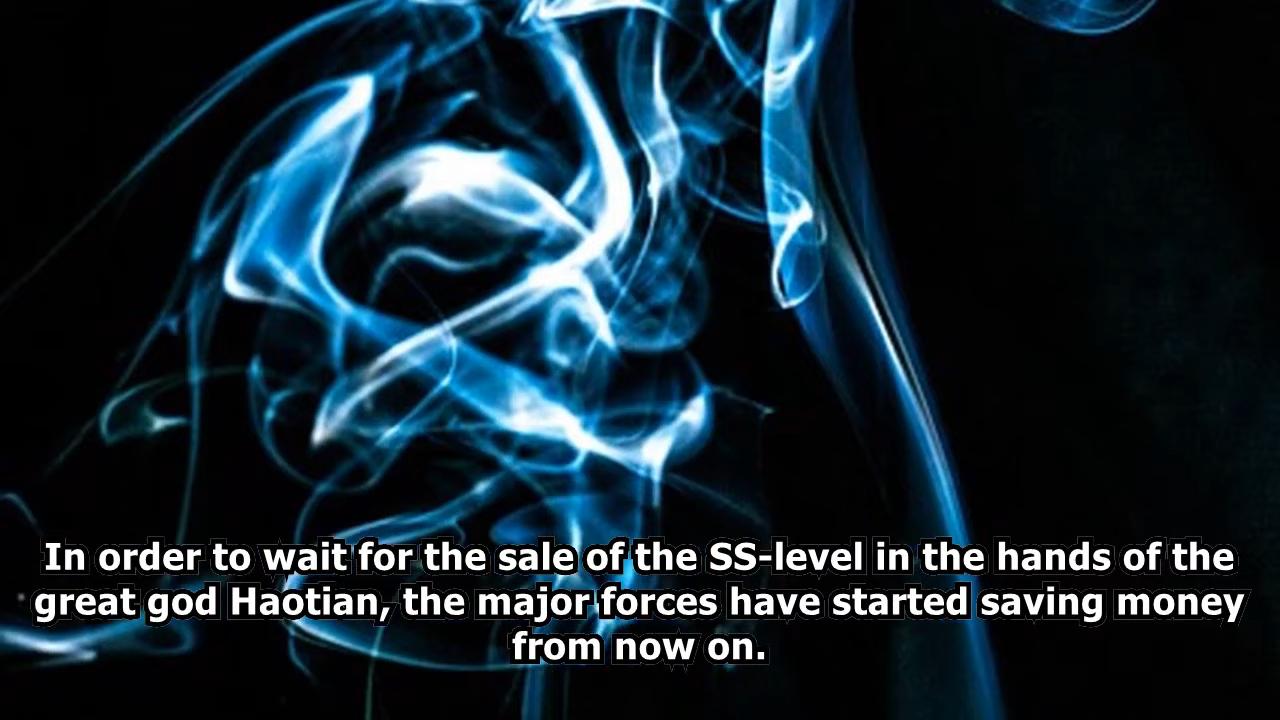 In order to wait for the sale of the SS-level in the hands of the
great god Haotian, the major forces have started saving money
from now on.